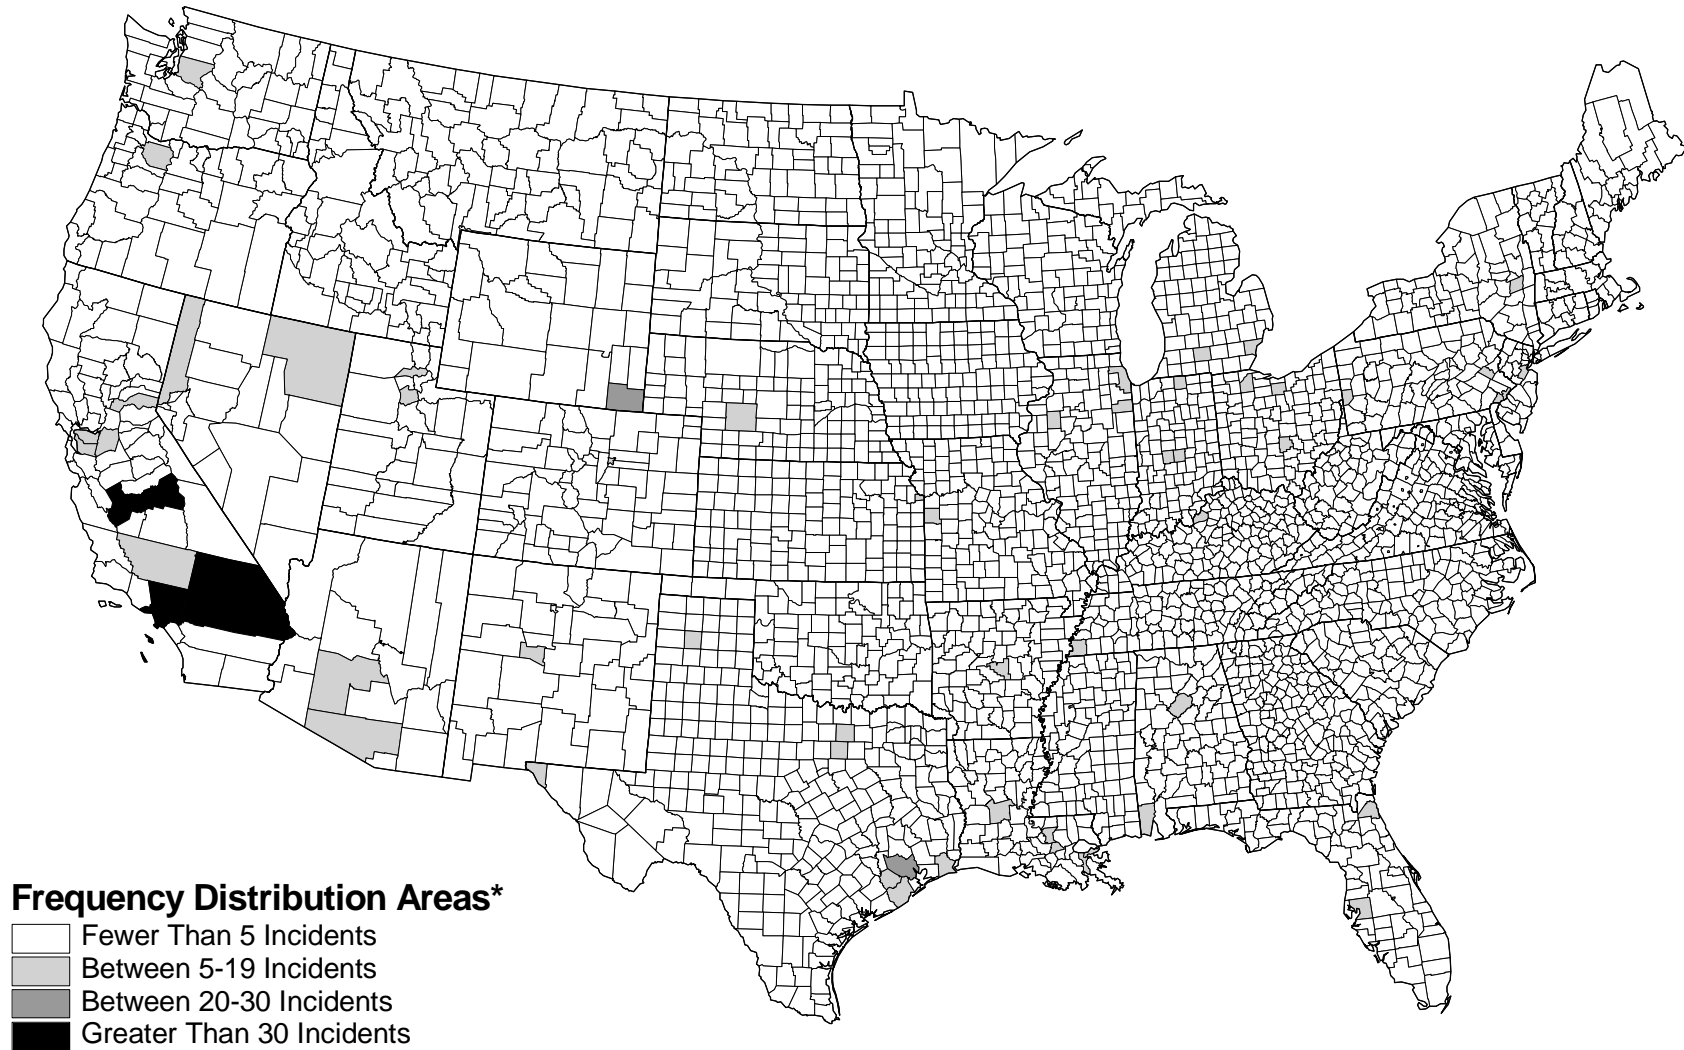 Frequency Distribution Areas*
Fewer Than 5 Incidents
Between 5-19 Incidents
Between 20-30 Incidents
Greater Than 30 Incidents